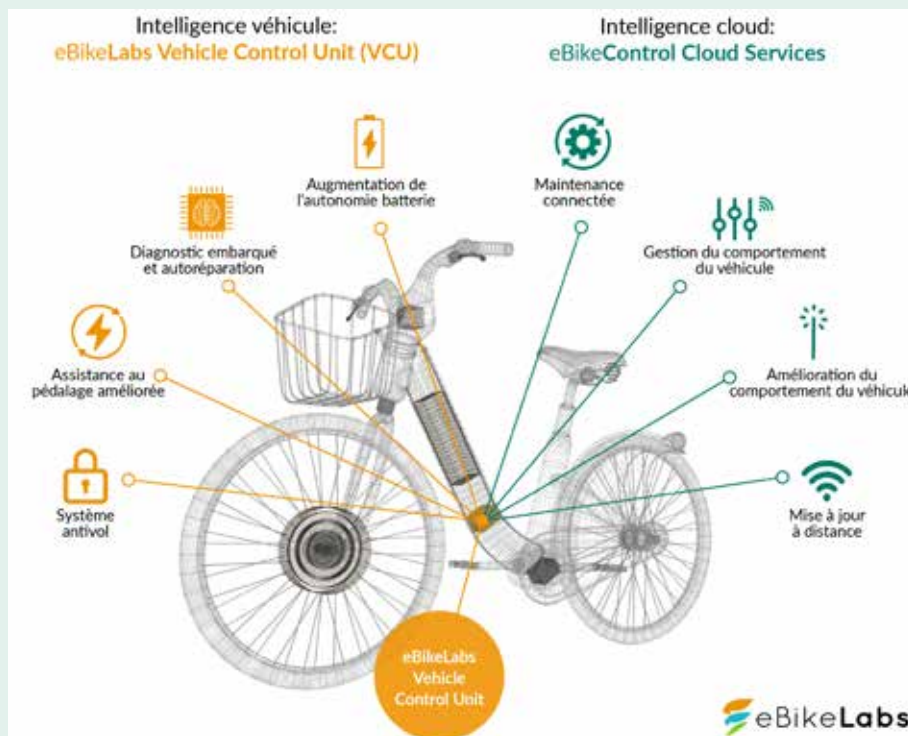 Intelligence véhicule:
eBikeLabs Vehicle Control Unit (VCU)
Intelligence cloud:
eBikeControl Cloud Services
Augmentation de
l'autonomie batterie
Maintenance
connectée
Diagnostic embarqué
et autoréparation
Gestion du comportement
du véhicule
Assistance au
pédalage améliorée
Amélioration du
comportement du véhicule
Système
antivol
Mise à jour
à distance
eBikeLabs
Vehicle
Control Unit
eBikeLabs